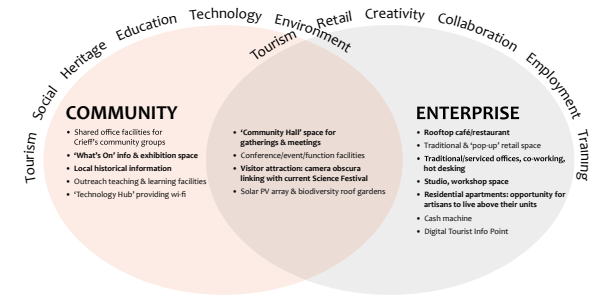 Tourism Social Heritage Education Technology Environment
Tourism Retail Creativity Collaboration Employment Training
COMMUNITY
• Shared office facilities for
Crieff's community groups
• 'What's On' info & exhibition space
• Local historical information
• Outreach teaching & learning facilities
• 'Technology Hub' providing wi-fi
• 'Community Hall' space for
gatherings & meetings
• Conference/event/function facilities
• Visitor attraction: camera obscura
linking with current Science Festival
• Solar PV array & biodiversity roof gardens
ENTERPRISE
• Rooftop café/restaurant
• Traditional & 'pop-up' retail space
• Traditional/serviced offices, co-working,
hot desking
• Studio, workshop space
• Residential apartments: opportunity for
artisans to live above their units
• Cash machine
• Digital Tourist Info Point